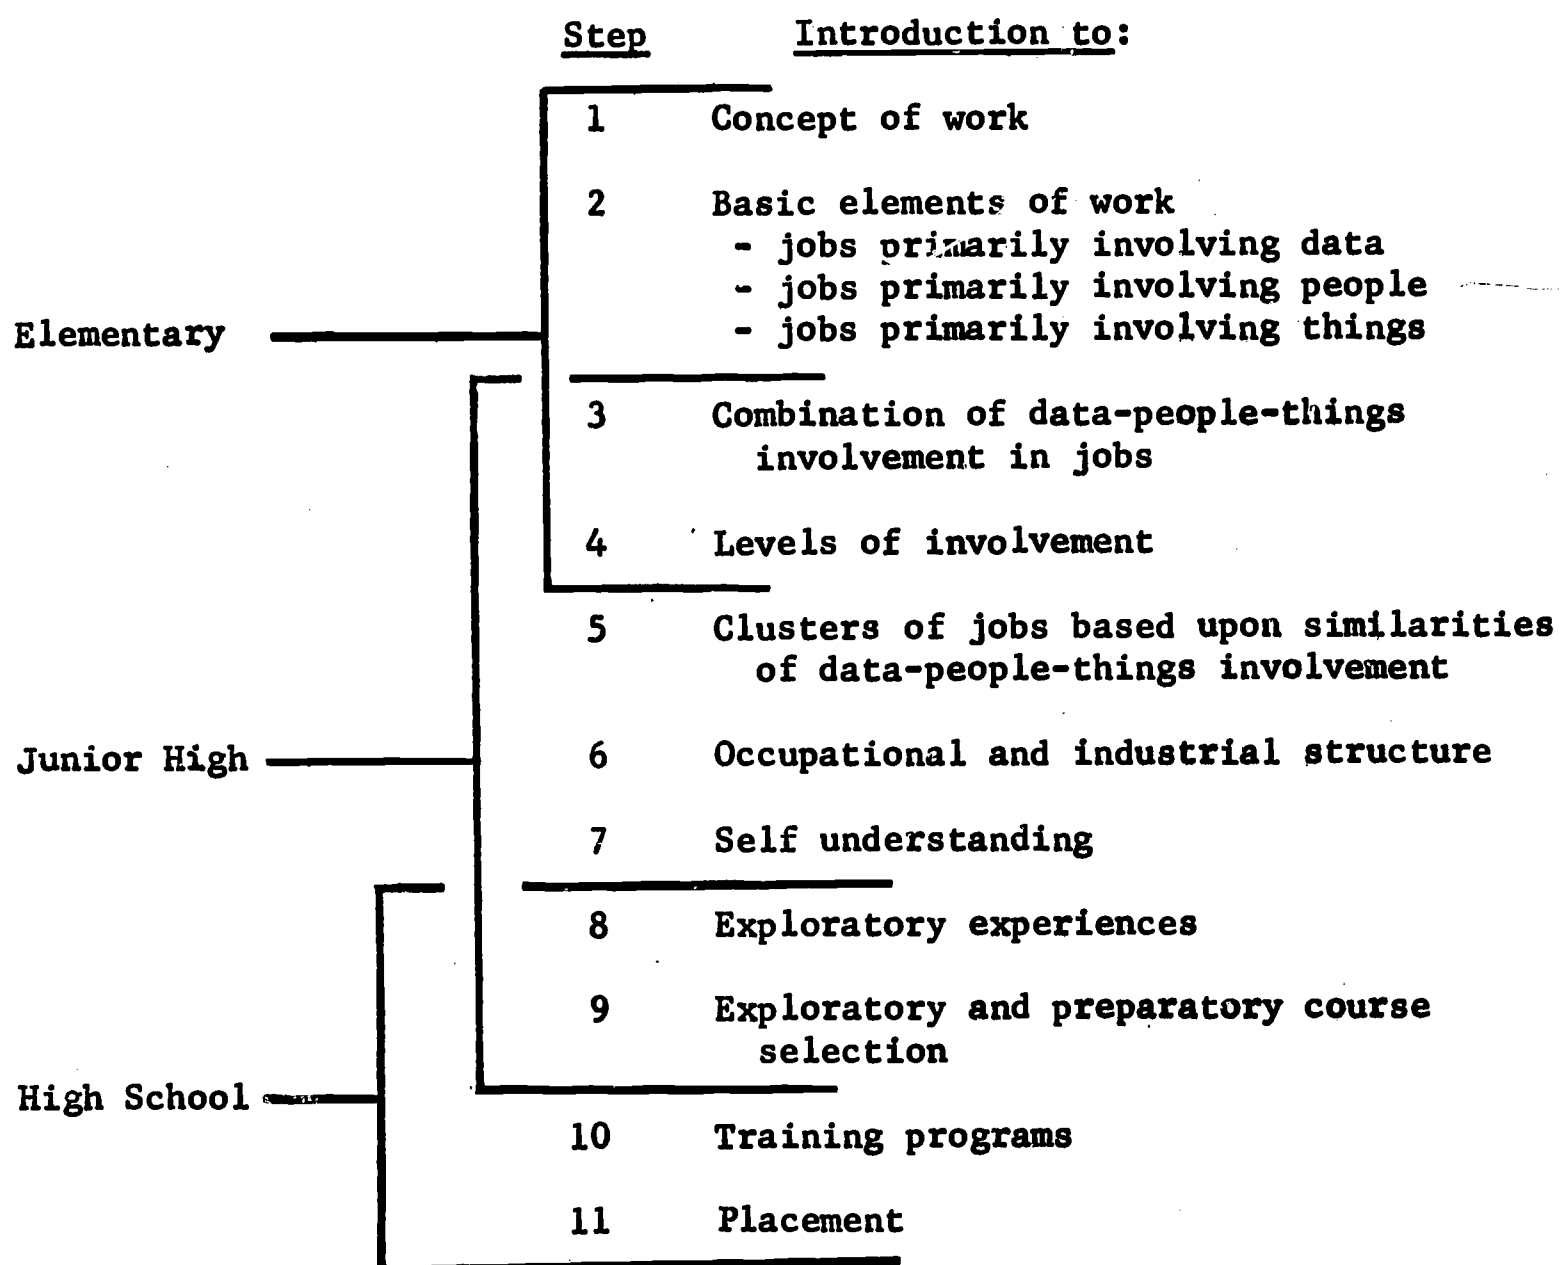 Step Introduction to:
1 Concept of work
2 Basic elements of work
- jobs primarily involving data
- jobs primarily involving people
Elementary - jobs primarily involving things
3 Combination of data-people-things
involvement in jobs
4 Levels of involvement
5 Clusters of jobs based upon similarities
of data-people-things involvement
Junior High 6 Occupational and industrial structure
7 Self understanding
8 Exploratory experiences
9 Exploratory and preparatory course
selection
High School
10 Training programs
11 Placement